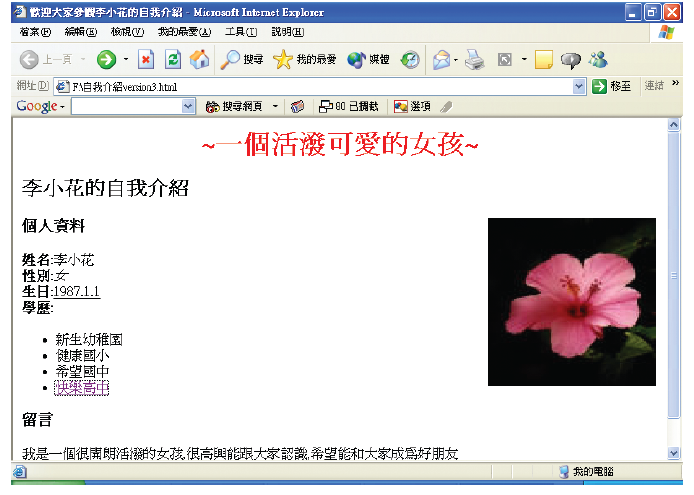 歡迎大家參觀李小花的自我介紹 - Microsoft Internet Explorer
檔案(F) 編輯(E) 檢視(V) 我的最愛(A) 工具(T) 說明(H)
上一頁 搜尋 我的最愛 媒體
網址(D) F:\自我介紹version3.html 移至 連結 »
Google 搜尋網頁 80 已攔截 選項
~一個活潑可愛的女孩~
李小花的自我介紹
個人資料
姓名:李小花
性別:女
生日:1987.1.1
學歷:
• 新生幼稚園
• 健康國小
• 希望國中
• 快樂高中
留言
我是一個很開朗活潑的女孩,很高興能跟大家認識,希望能和大家成為好朋友
我的電腦